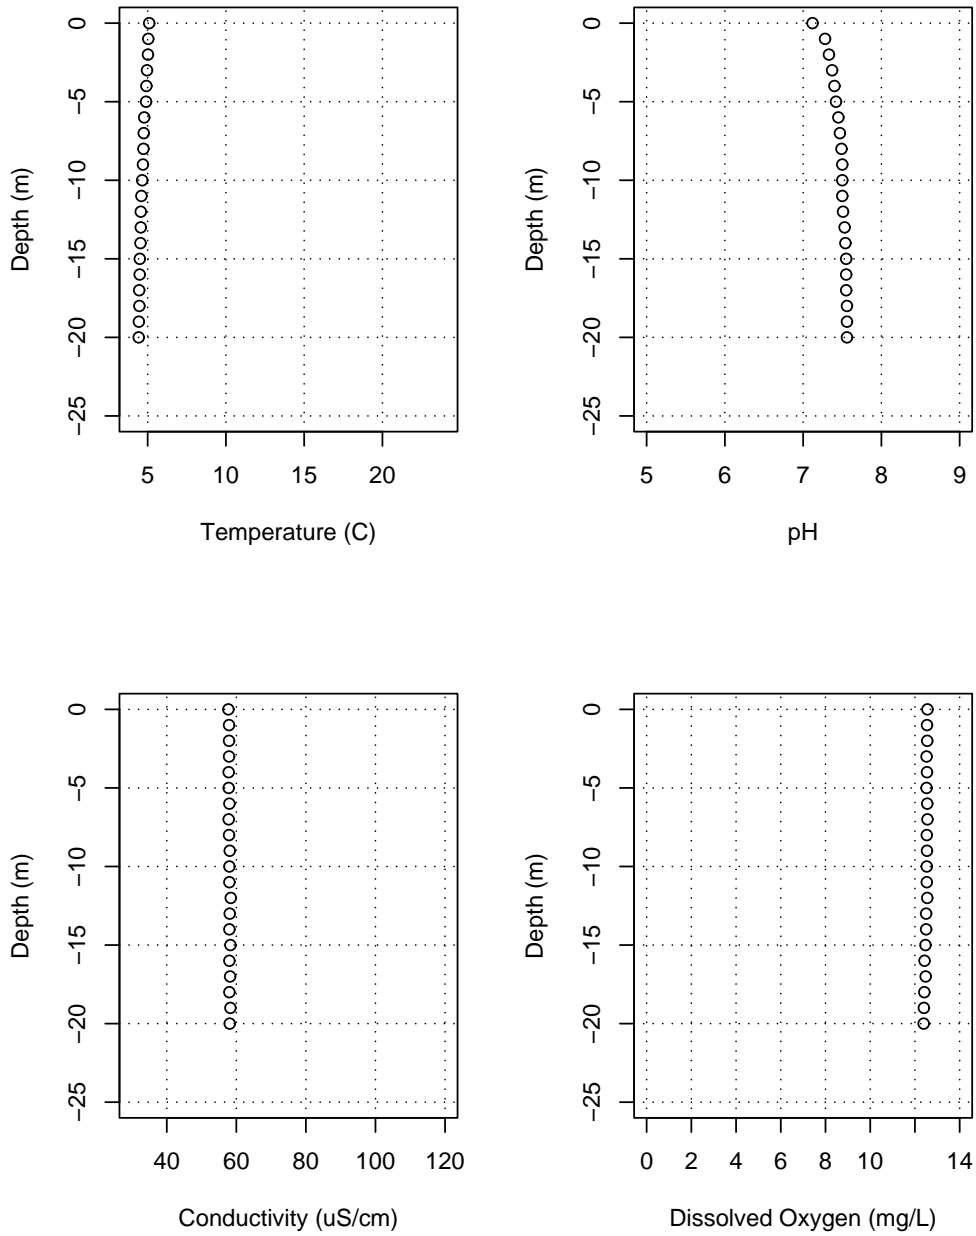 0
−5
−10
−15
−20
−25
Depth (m)
5 10 15 20
Temperature (C)
0
−5
−10
−15
−20
−25
Depth (m)
5 6 7 8 9
pH
0
−5
−10
−15
−20
−25
Depth (m)
40 60 80 100 120
Conductivity (uS/cm)
0
−5
−10
−15
−20
−25
Depth (m)
0 2 4 6 8 10 14
Dissolved Oxygen (mg/L)